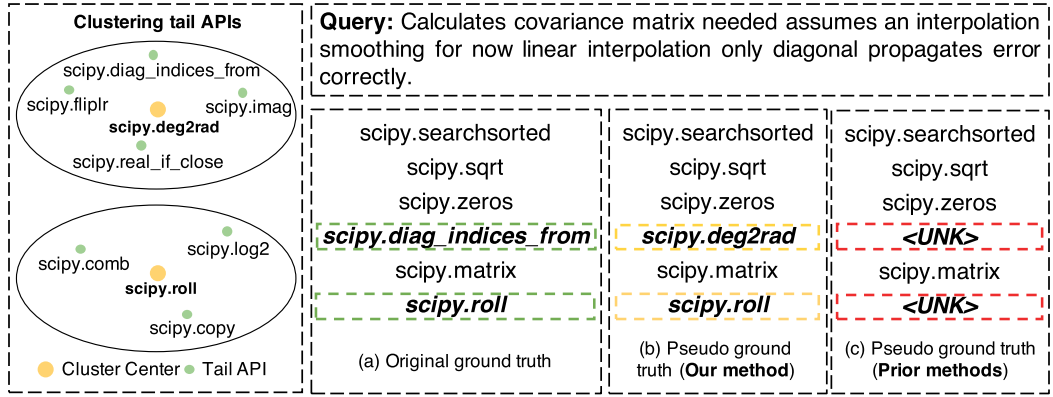 Clustering tail APIs
scipy.diag_indices_from
scipy.fliplr
scipy.imag
scipy.deg2rad
scipy.real_if_close
scipy.log2
scipy.comb
scipy.roll
scipy.copy
Cluster Center
Tail API
Query: Calculates covariance matrix needed assumes an interpolation
smoothing for now linear interpolation only diagonal propagates error
correctly.
scipy.searchsorted
scipy.sqrt
scipy.zeros
scipy.diag_indices_from
scipy.matrix
scipy.roll
(a) Original ground truth
scipy.searchsorted
scipy.sqrt
scipy.zeros
scipy.deg2rad
scipy.matrix
scipy.roll
(b) Pseudo ground
truth (Our method)
scipy.searchsorted
scipy.sqrt
scipy.zeros
<UNK>
scipy.matrix
<UNK>
(c) Pseudo ground truth
(Prior methods)